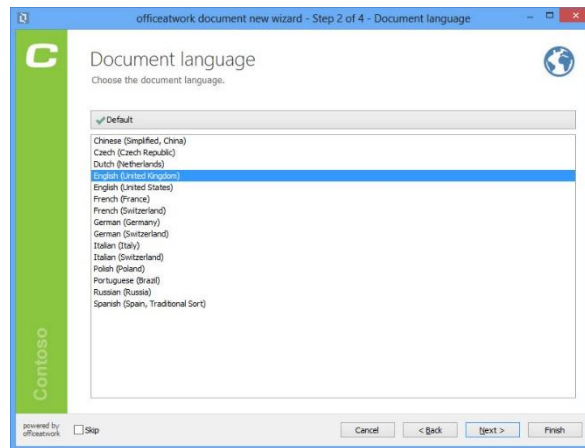 officeatwork document new wizard - Step 2 of 4 - Document language
C
Document language
Choose the document language.
Default
Chinese (Simplified, China)
Czech (Czech Republic)
Dutch (Netherlands)
English (United Kingdom)
English (United States)
French (France)
French (Switzerland)
German (Germany)
German (Switzerland)
Italian (Italy)
Italian (Switzerland)
Polish (Poland)
Portuguese (Brazil)
Russian (Russia)
Spanish (Spain, Traditional Sort)
Contoso
powered by
officeatwork
Skip
Cancel
< Back
Next >
Finish